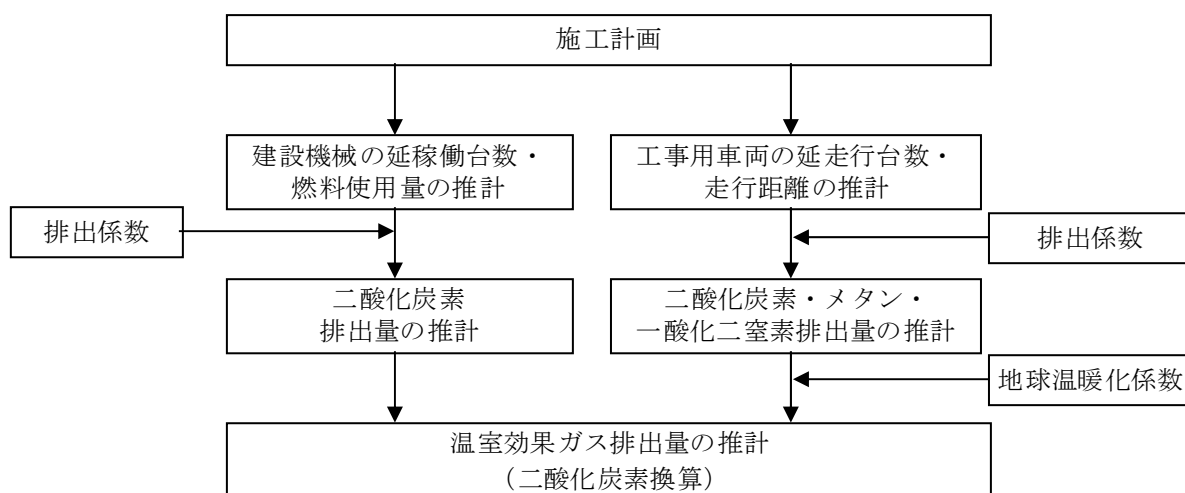 施工計画
建設機械の延稼働台数・
燃料使用量の推計
工事用車両の延走行台数・
走行距離の推計
排出係数
排出係数
二酸化炭素
排出量の推計
二酸化炭素・メタン・
一酸化二窒素排出量の推計
地球温暖化係数
温室効果ガス排出量の推計
（二酸化炭素換算）